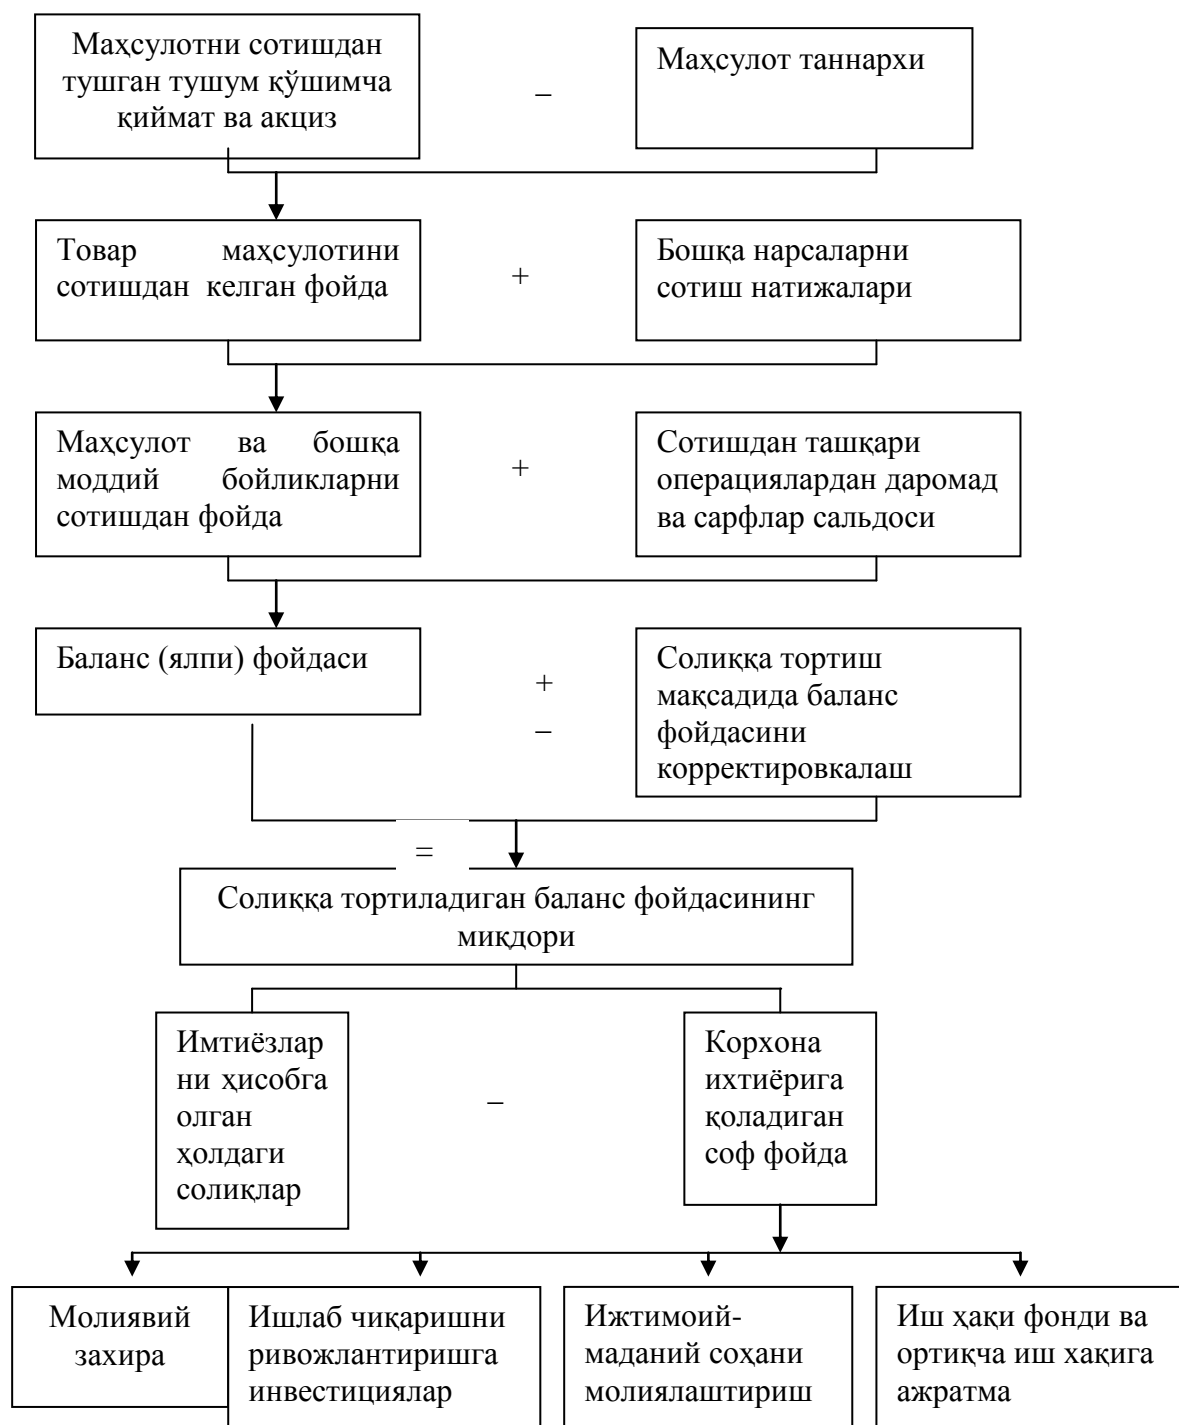 Маҳсулотни сотишдан
тушган тушум қўшимча
қиймат ва акциз
–
Маҳсулот таннархи
Товар маҳсулотини
сотишдан келган фойда
+
Бошқа нарсаларни
сотиш натижалари
Маҳсулот ва бошқа
моддий бойликларни
сотишдан фойда
+
Сотишдан ташқари
операциялардан даромад
ва сарфлар сальдоси
Баланс (ялпи) фойдаси
+
–
Солиққа тортиш
мақсадида баланс
фойдасини
корректировкалаш
=
Солиққа тортиладиган баланс фойдасининг
миқдори
Имтиёзлар
ни ҳисобга
олган
ҳолдаги
солиқлар
–
Корхона
ихтиёрига
қоладиган
соф фойда
Молиявий
захира
Ишлаб чиқаришни
ривожлантиришга
инвестициялар
Ижтимоий-
маданий соҳани
молиялаштириш
Иш ҳақи фонди ва
ортиқча иш хақига
ажратма